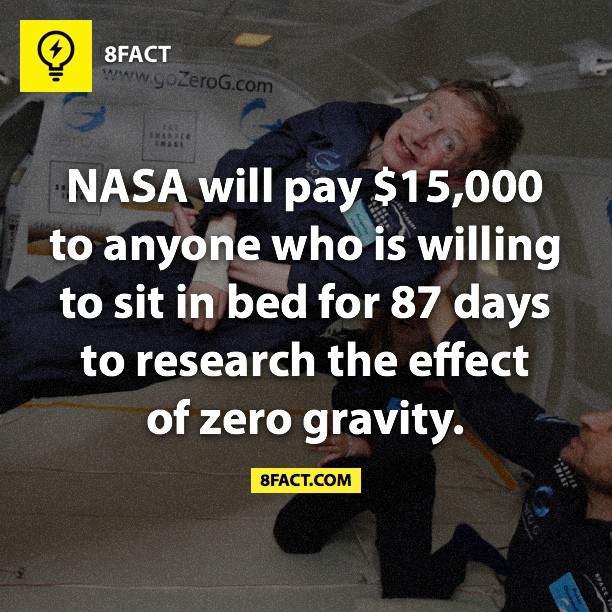 8FACT
www.goZeroG.com
NASA will pay $15,000
to anyone who is willing
to sit in bed for 87 days
to research the effect
of zero gravity.
8FACT.COM